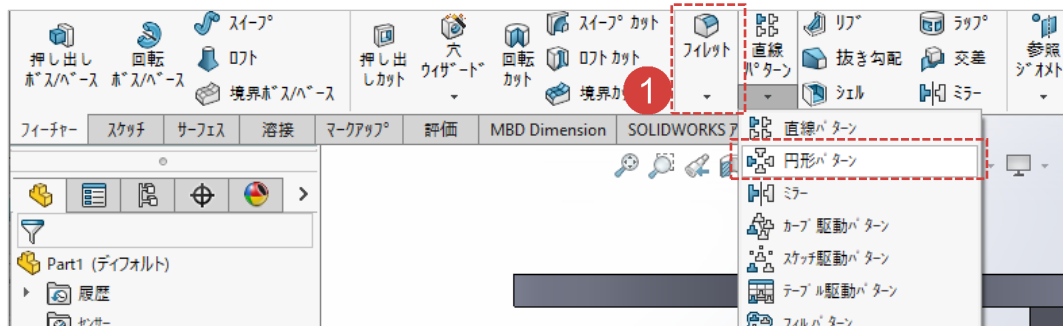 押し出し
ﾎﾞｽ/ﾍﾞｰｽ
回転
ﾎﾞｽ/ﾍﾞｰｽ
ｽｲｰﾌﾟ
ﾛﾌﾄ
境界ﾎﾞｽ/ﾍﾞｰｽ
押し出
しｶｯﾄ
穴
ｳｨｻﾞｰﾄﾞ
回転
ｶｯﾄ
ｽｲｰﾌﾟ ｶｯﾄ
ﾛﾌﾄ ｶｯﾄ
境界ｶ
1
ﾌｨﾚｯﾄ
直線
ﾊﾟﾀｰﾝ
ﾘﾌﾞ
抜き勾配
ｼｪﾙ
ﾗｯﾌﾟ
交差
ﾐﾗｰ
参照
ｼﾞｵﾒﾄ
ﾌｨｰﾁｬｰ
ｽｹｯﾁ
ｻｰﾌｪｽ
溶接
ﾏｰｸｱｯﾌﾟ
評価
MBD Dimension
SOLIDWORKS ｱ
直線ﾊﾟﾀｰﾝ
円形ﾊﾟﾀｰﾝ
ﾐﾗｰ
ｶｰﾌﾞ駆動ﾊﾟﾀｰﾝ
ｽｹｯﾁ駆動ﾊﾟﾀｰﾝ
ﾃｰﾌﾞﾙ駆動ﾊﾟﾀｰﾝ
ﾌｨﾙ ﾊﾟﾀｰﾝ
Part1 (ﾃﾞｨﾌｫﾙﾄ)
履歴
ｾﾝｻｰ